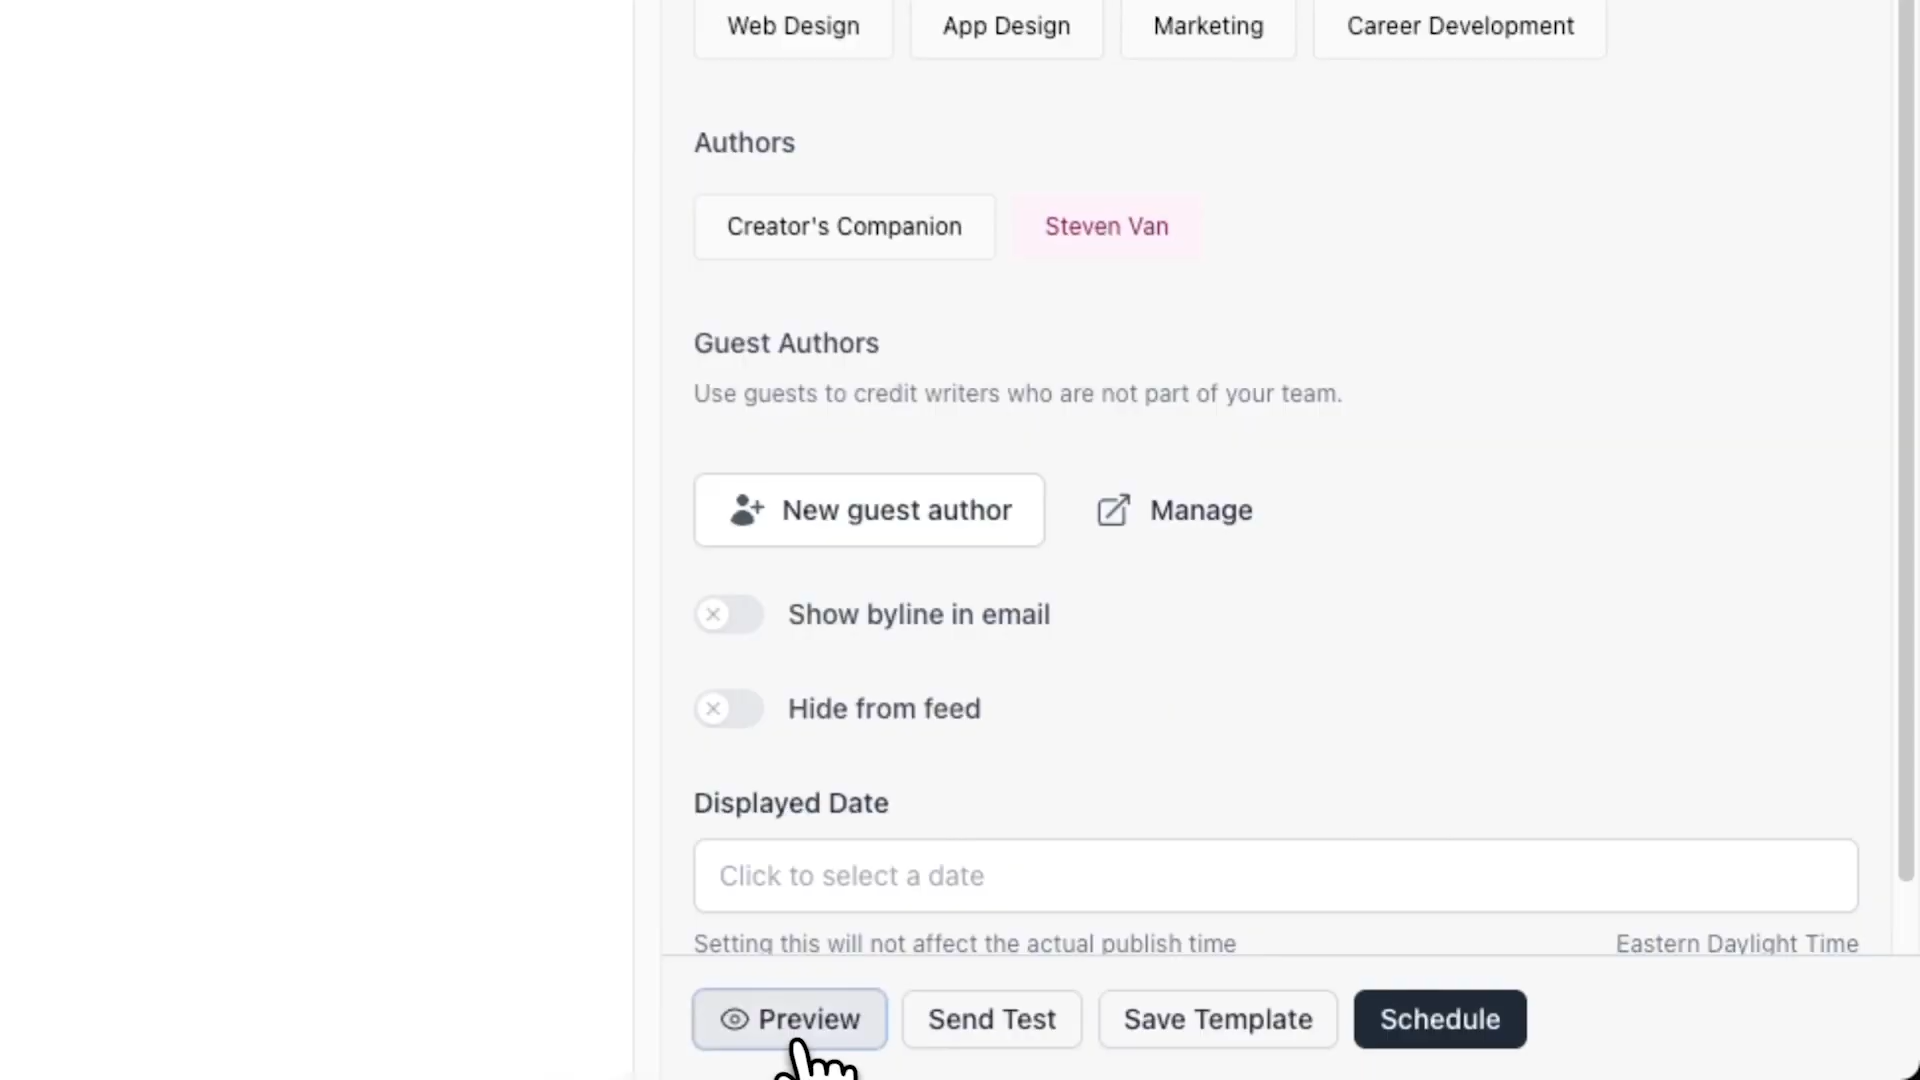 Web Design App Design Marketing Career Development
Authors
Creator's Companion Steven Van
Guest Authors
Use guests to credit writers who are not part of your team.
New guest author Manage
Show byline in email
Hide from feed
Displayed Date
Click to select a date
Setting this will not affect the actual publish time Eastern Daylight Time
Preview Send Test Save Template Schedule